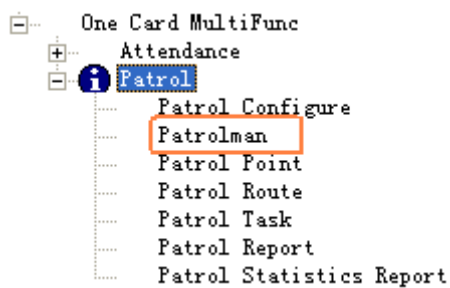 One Card MultiFunc
Attendance
Patrol
Patrol Configure
Patrolman
Patrol Point
Patrol Route
Patrol Task
Patrol Report
Patrol Statistics Report